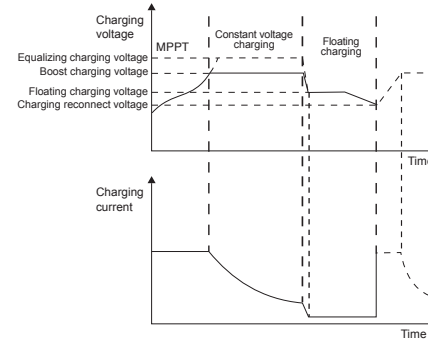 Charging
voltage
MPPT
Constant voltage
charging
Floating
charging
Equalizing charging voltage
Boost charging voltage
Floating charging voltage
Charging reconnect voltage
Time
Charging
current
Time